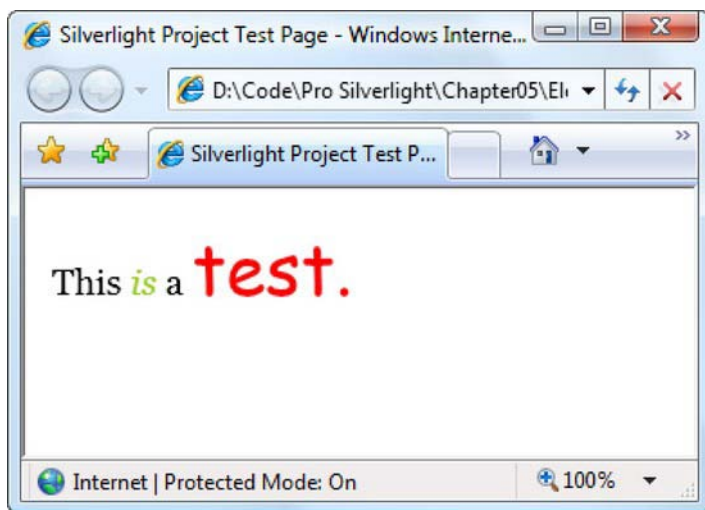 Silverlight Project Test Page - Windows Interne...
D:\Code\Pro Silverlight\Chapter05\El
Silverlight Project Test P...
This is a test.
Internet | Protected Mode: On
100%